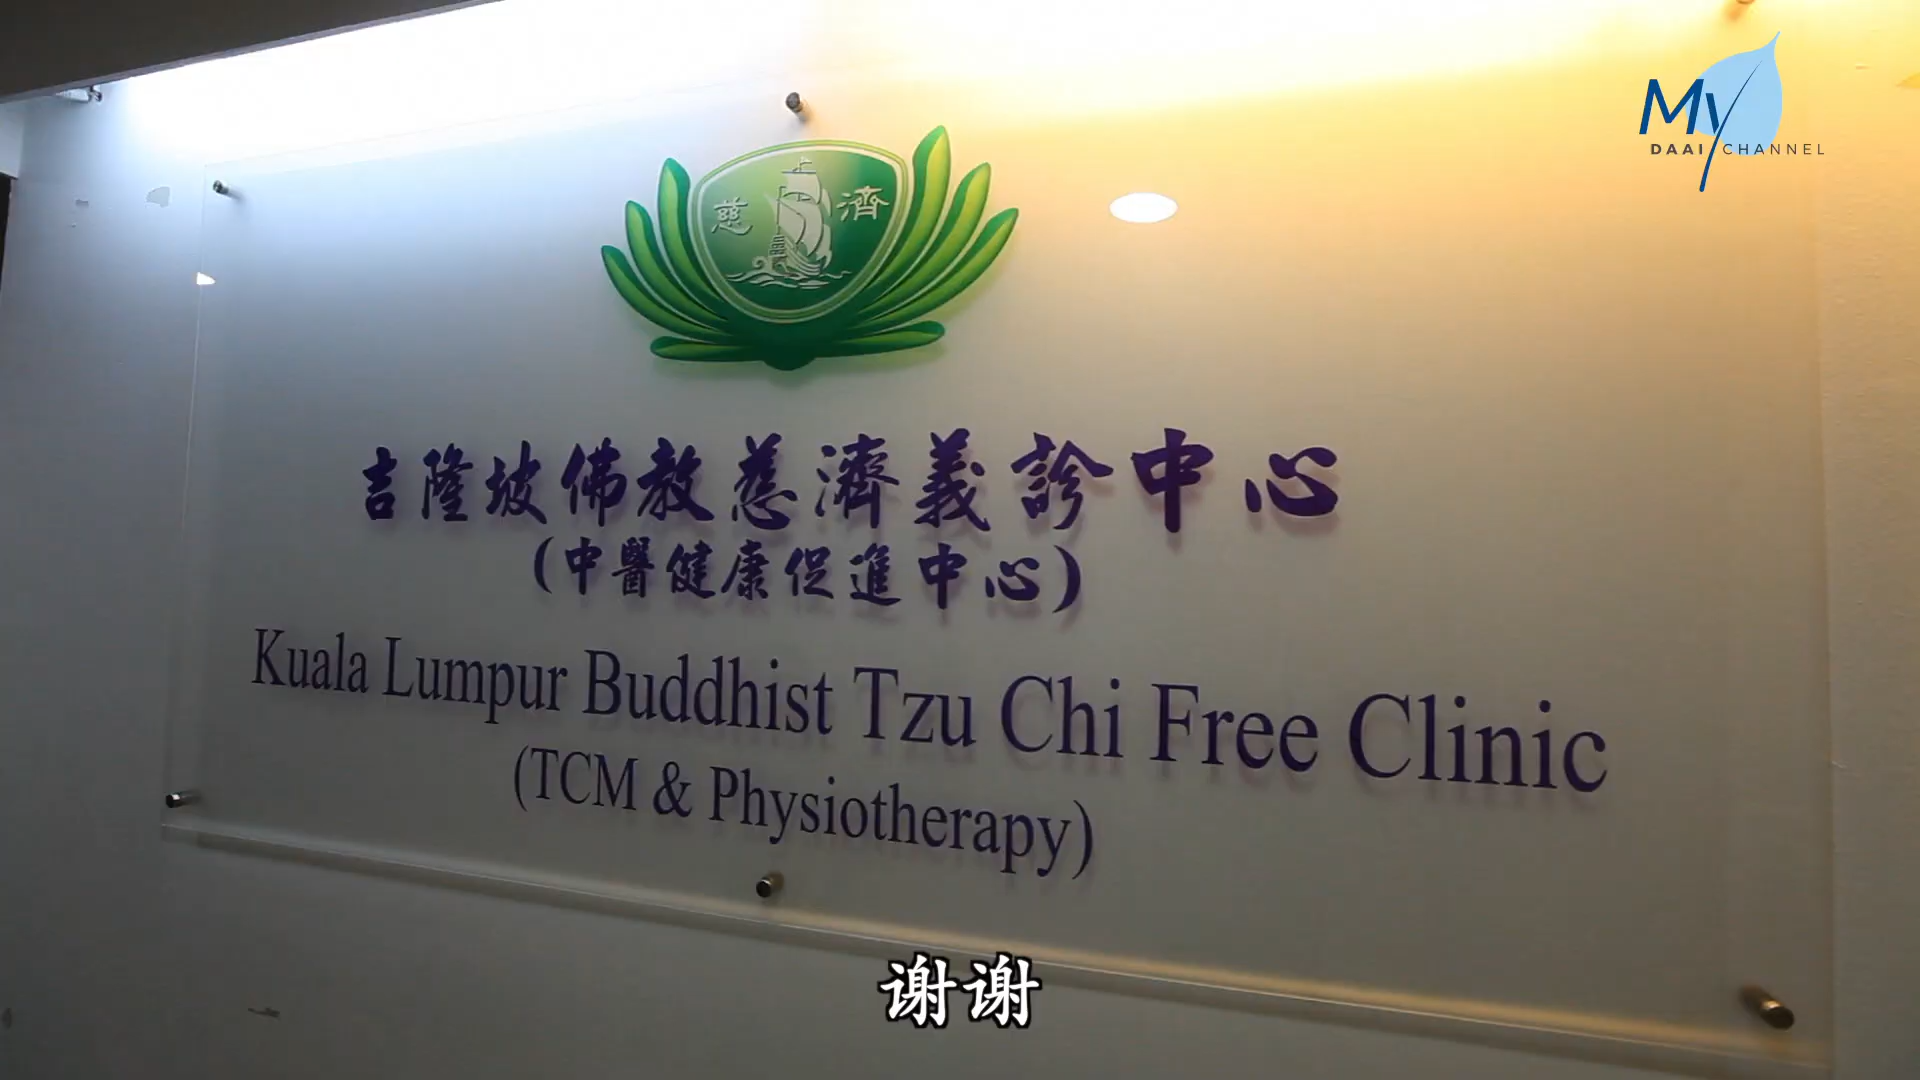 My
DAAI CHANNEL
慈 濟
吉隆坡佛教慈濟義診中心
(中醫健康促進中心)
Kuala Lumpur Buddhist Tzu Chi Free Clinic
(TCM & Physiotherapy)
谢谢